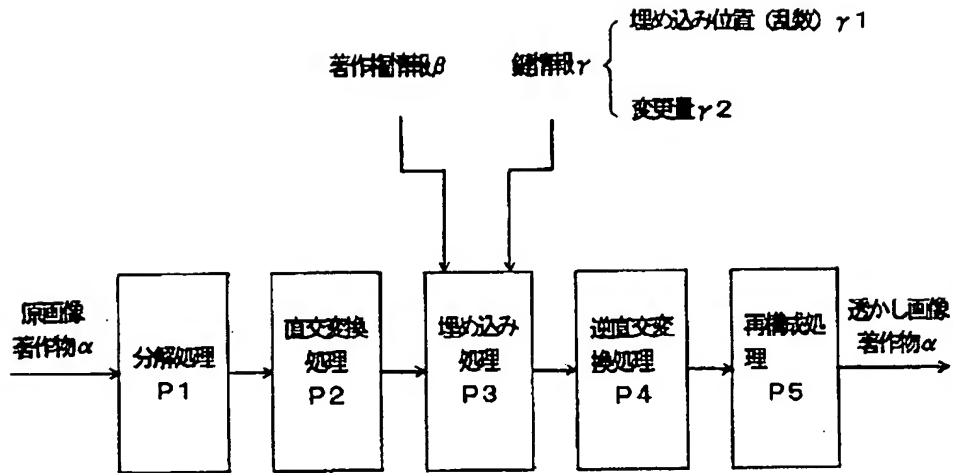 埋め込み位置（乱数）γ1
著作権情報β
鍵情報γ
変更量γ2
原画像
著作物α
分解処理
P1
直交変換
処理
P2
埋め込み
処理
P3
逆直交変
換処理
P4
再構成処
理
P5
透かし画像
著作物α